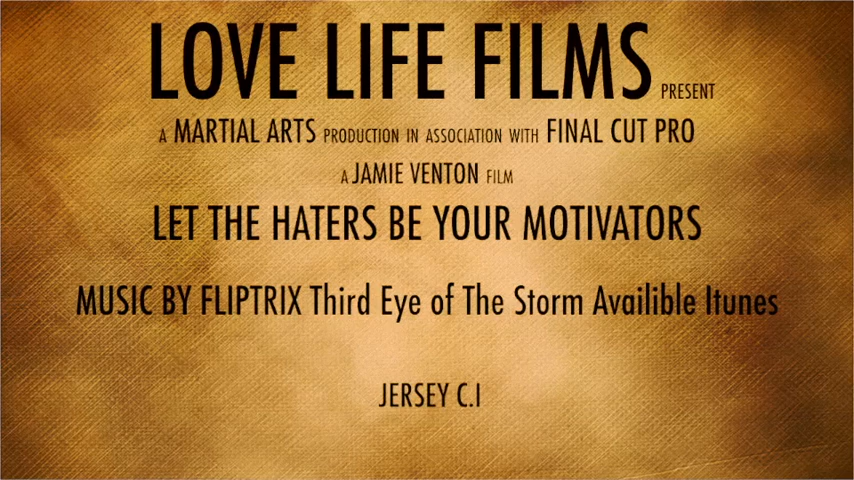 LOVE LIFE FILMS PRESENT
A MARTIAL ARTS PRODUCTION IN ASSOCIATION WITH FINAL CUT PRO
A JAMIE VENTON FILM
LET THE HATERS BE YOUR MOTIVATORS
MUSIC BY FLIPTRIX Third Eye of The Storm Availible Itunes
JERSEY C.I